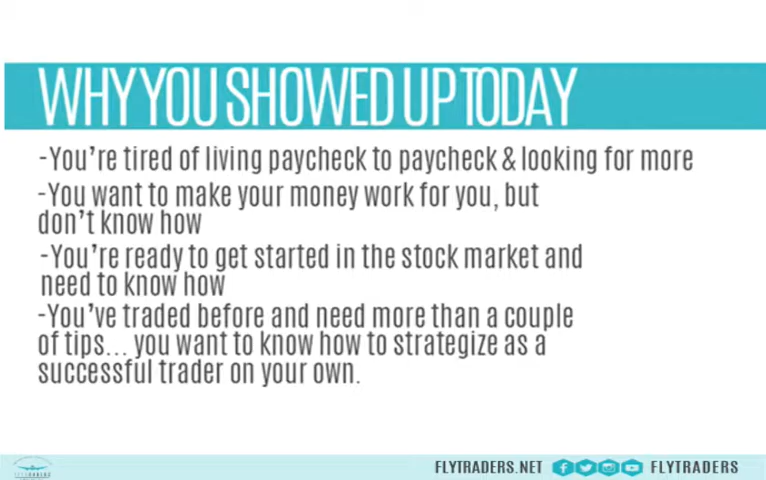 WHY YOU SHOWED UP TODAY
-You’re tired of living paycheck to paycheck & looking for more
-You want to make your money work for you, but
don’t know how
-You’re ready to get started in the stock market and
need to know how
-You’ve traded before and need more than a couple
of tips... you want to know how to strategize as a
successful trader on your own.
FLYTRADERS.NET FLYTRADERS